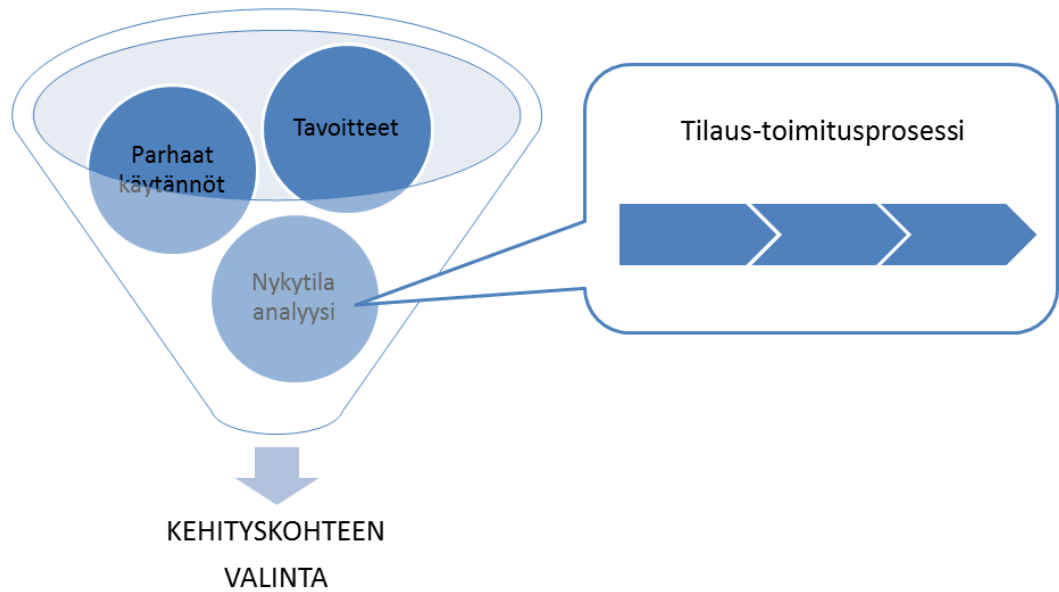 Parhaat
käytännöt
Tavoitteet
Nykytila
analyysi
Tilaus-toimitusprosessi
KEHITYSKOHTEEN
VALINTA